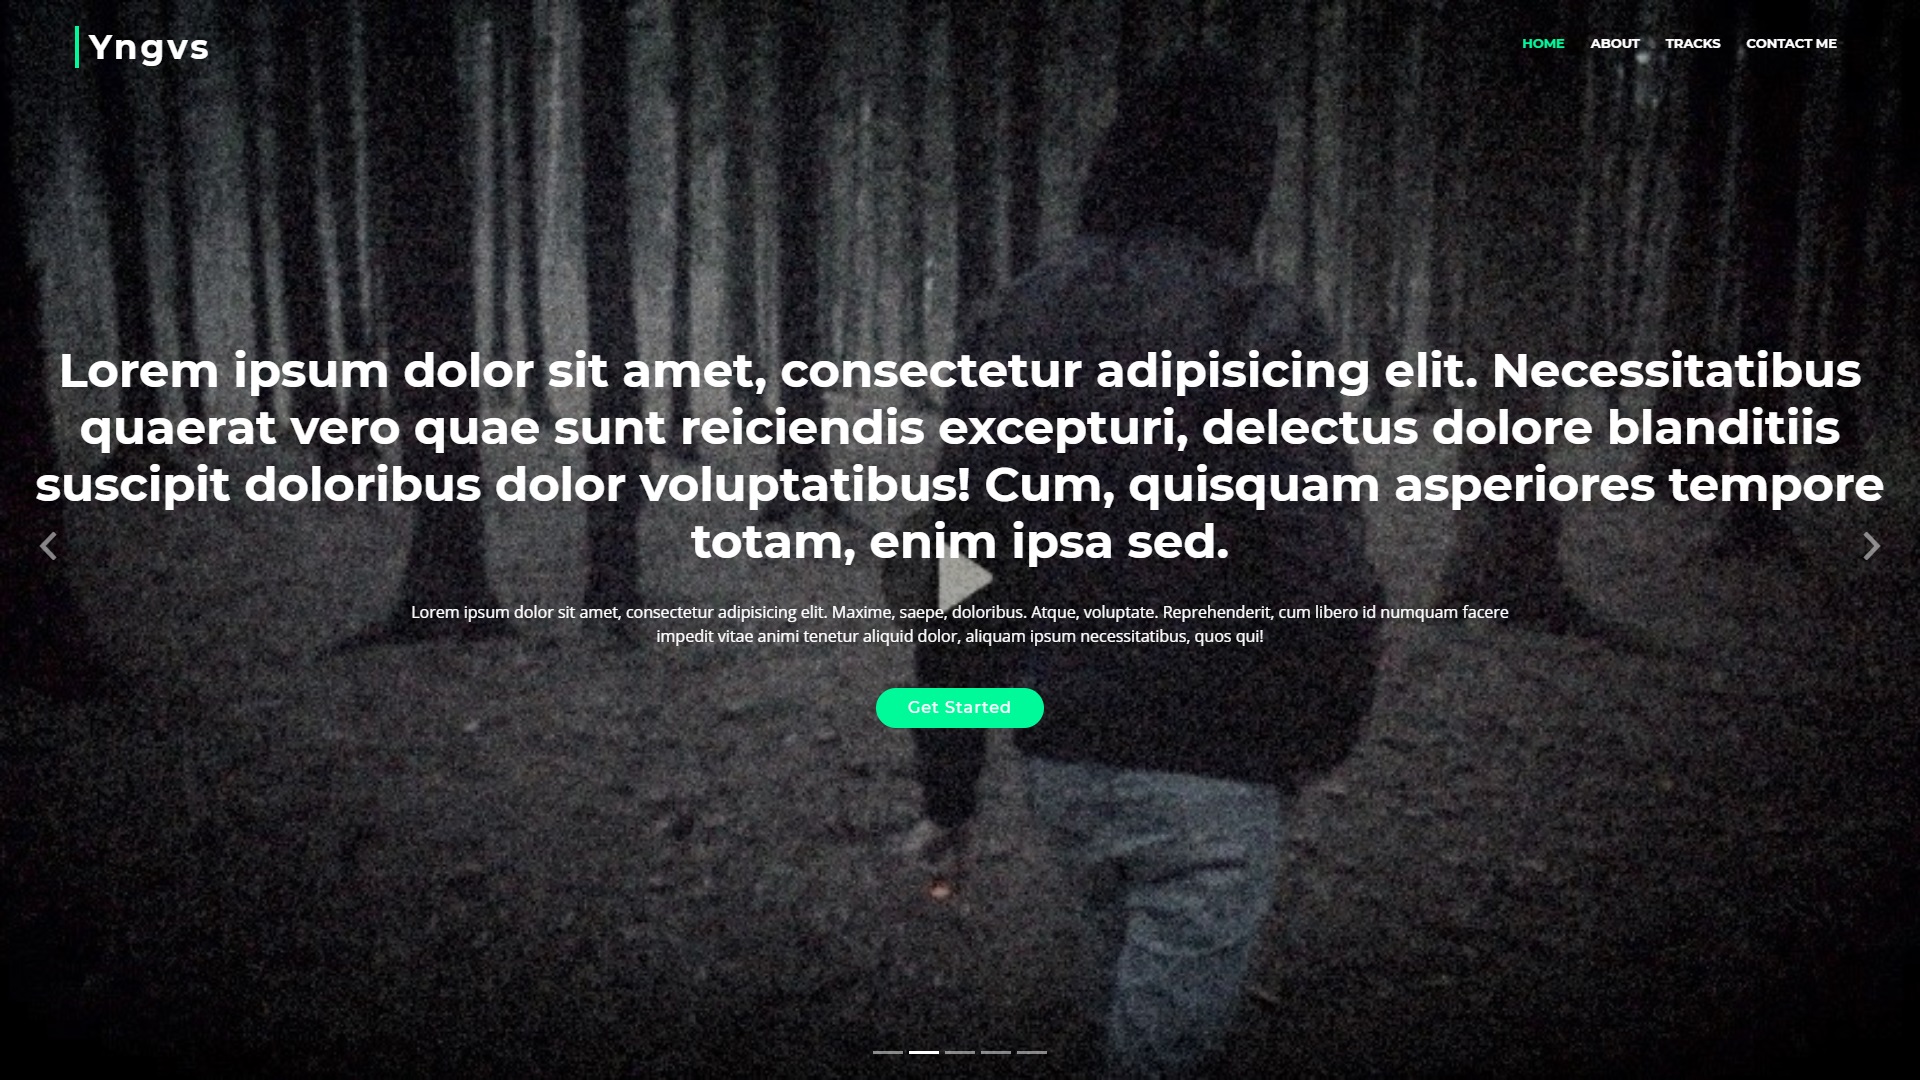 Yngvs
HOME ABOUT TRACKS CONTACT ME
Lorem ipsum dolor sit amet, consectetur adipisicing elit. Necessitatibus
quaerat vero quae sunt reiciendis excepturi, delectus dolore blanditiis
suscipit doloribus dolor voluptatibus! Cum, quisquam asperiores tempore
totam, enim ipsa sed.
Lorem ipsum dolor sit amet, consectetur adipisicing elit. Maxime, saepe, doloribus. Atque, voluptate. Reprehenderit, cum libero id numquam facere
impedit vitae animi tenetur aliquid dolor, aliquam ipsum necessitatibus, quos qui!
Get Started